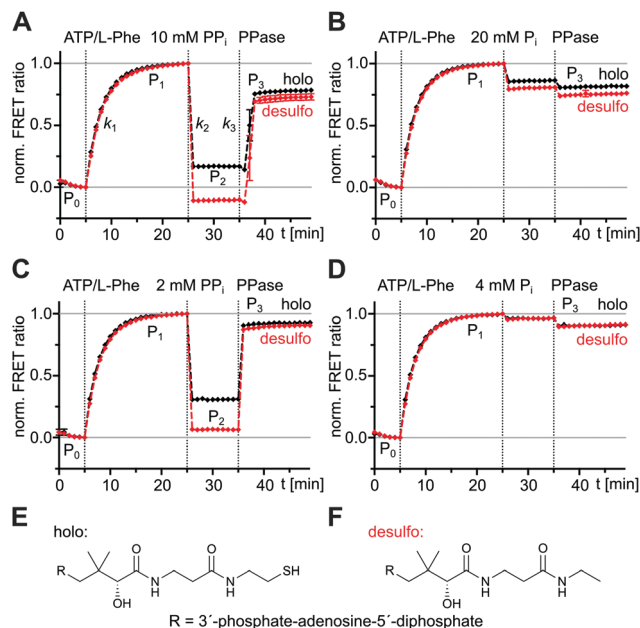 A
ATP/L-Phe 10 mM PPi PPase
norm. FRET ratio
1.0
0.5
0.0
P0
k1
P1
k2
P2
k3
P3
holo
desulfo
0 10 20 30 40 t [min]
B
ATP/L-Phe 20 mM Pi PPase
norm. FRET ratio
1.0
0.5
0.0
P0
P1
P3
holo
desulfo
0 10 20 30 40 t [min]
C
ATP/L-Phe 2 mM PPi PPase
norm. FRET ratio
1.0
0.5
0.0
P0
P1
P2
P3
holo
desulfo
0 10 20 30 40 t [min]
D
ATP/L-Phe 4 mM Pi PPase
norm. FRET ratio
1.0
0.5
0.0
P0
P1
P3
holo
desulfo
0 10 20 30 40 t [min]
E
holo:
R
OH
O
N
H
O
N
H
SH
F
desulfo:
R
OH
O
N
H
O
N
H
R = 3´-phosphate-adenosine-5´-diphosphate